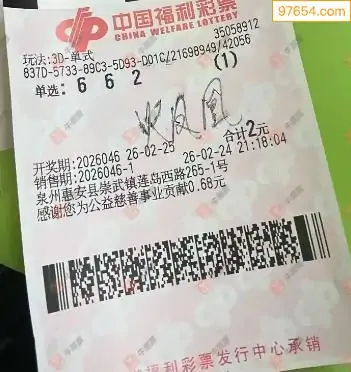 97654.com
中国福利彩票
CHINA WELFARE LOTTERY
玩法:3D-单式
35058912
837D-5733-89C3-5D93-D01C/21698949/42056
单选: 6 6 2 (1)
火凤凰
合计2元
开奖期:2026046 26-02-25
销售期:2026046-1 26-02-24 21:18:04
泉州惠安县崇武镇莲岛西路265-1号
感谢您为公益慈善事业贡献0.68元
福利彩票发行中心承销